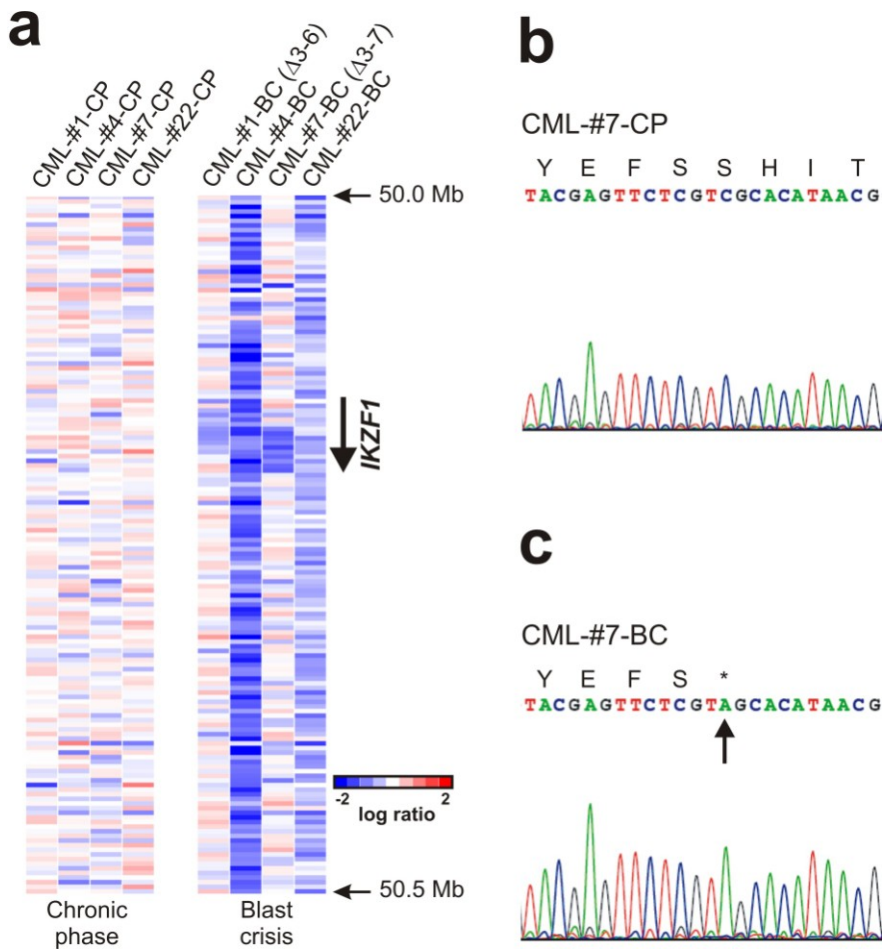 a
CML-#1-CP
CML-#4-CP
CML-#7-CP
CML-#22-CP
CML-#1-BC (Δ3-6)
CML-#4-BC
CML-#7-BC (Δ3-7)
CML-#22-BC
50.0 Mb
IKZF1
-2 2
log ratio
50.5 Mb
Chronic
phase
Blast
crisis
b
CML-#7-CP
Y E F S S H I T
TACGAGTTCTCGTCGCACATAACG
c
CML-#7-BC
Y E F S *
TACGAGTTCTCGTAGCACATAACG